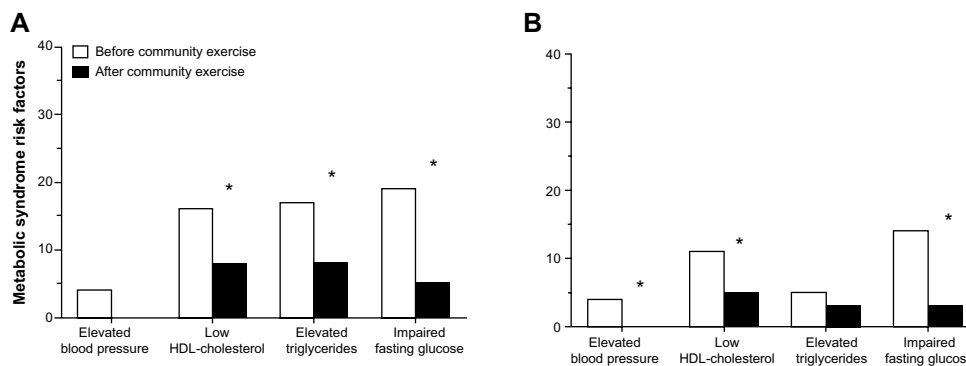 A
B
Before community exercise
After community exercise
Metabolic syndrome risk factors
40
30
20
10
0
*
*
*
Elevated
blood pressure
Low
HDL-cholesterol
Elevated
triglycerides
Impaired
fasting glucose
40
30
20
10
0
*
*
*
Elevated
blood pressure
Low
HDL-cholesterol
Elevated
triglycerides
Impaired
fasting glucos